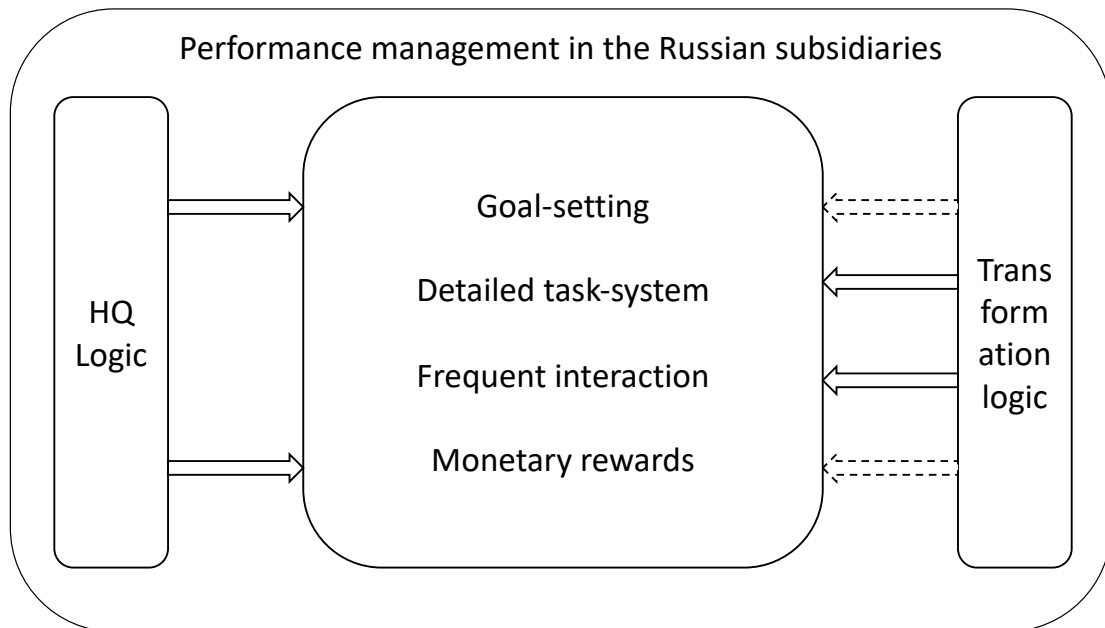 Performance management in the Russian subsidiaries
HQ
Logic
Goal-setting
Detailed task-system
Frequent interaction
Monetary rewards
Trans
form
ation
logic